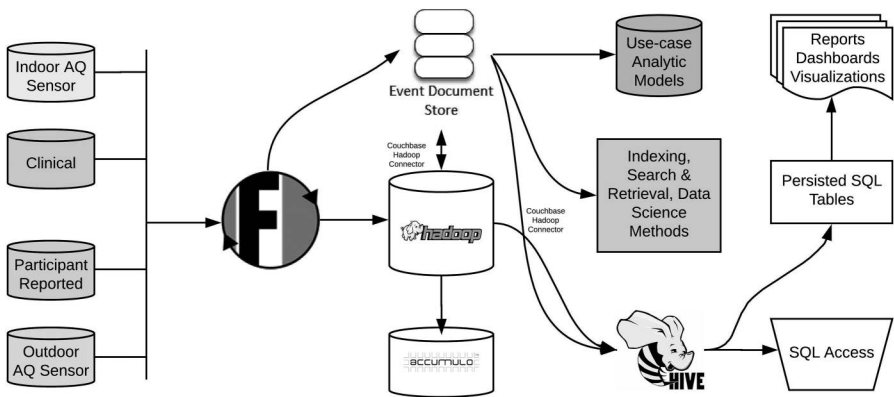 Indoor AQ
Sensor
Clinical
Participant
Reported
Outdoor
AQ Sensor
F
Event Document
Store
Couchbase
Hadoop
Connector
hadoop
accumulo
Couchbase
Hadoop
Connector
Use-case
Analytic
Models
Indexing,
Search &
Retrieval, Data
Science
Methods
HIVE
Reports
Dashboards
Visualizations
Persisted SQL
Tables
SQL Access